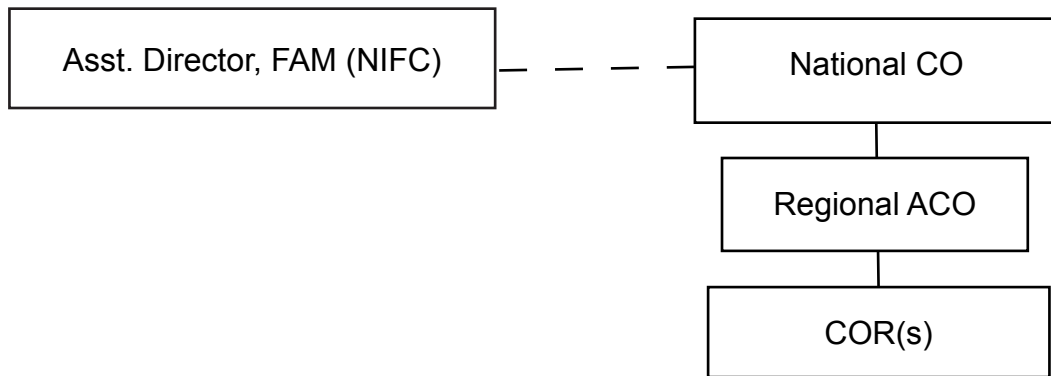 Asst. Director, FAM (NIFC)
National CO
Regional ACO
COR(s)